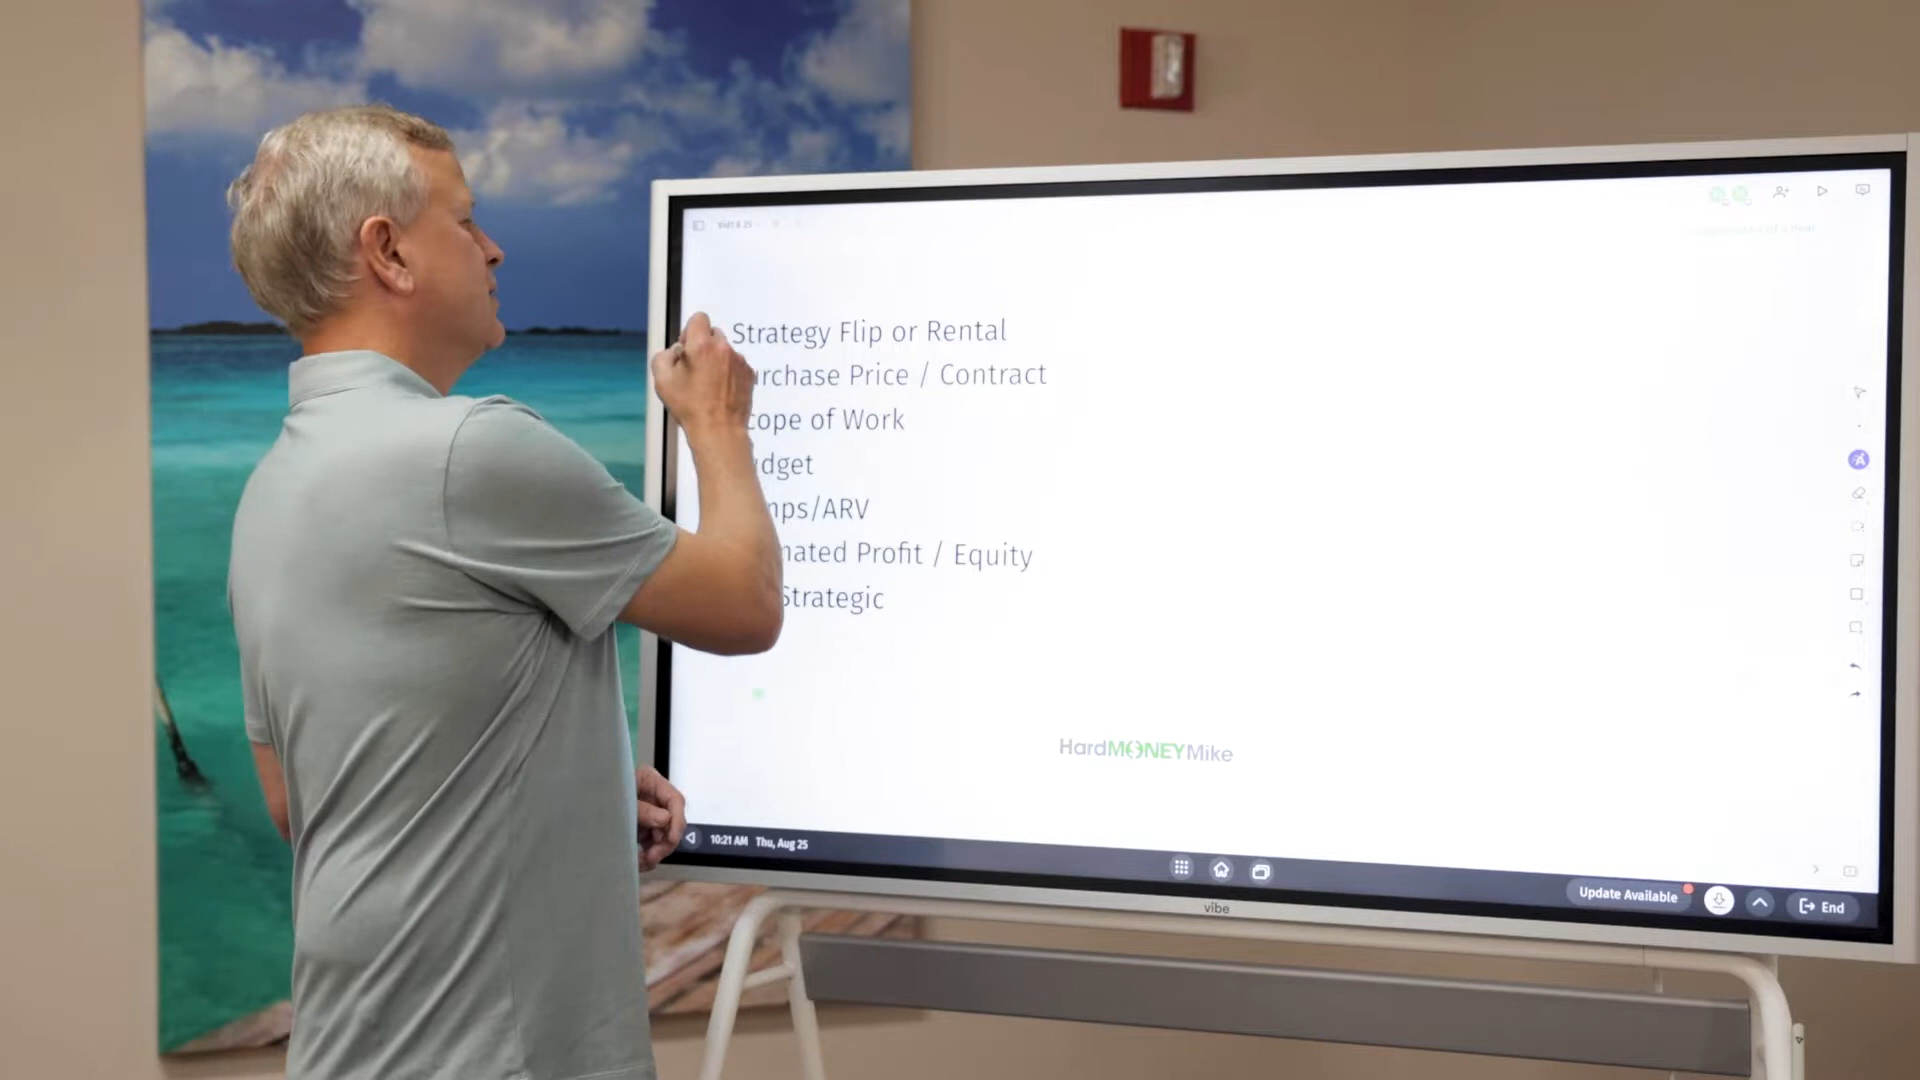 Strategy Flip or Rental
rchase Price / Contract
cope of Work
dget
mps/ARV
mated Profit / Equity
Strategic
HardMONEYMike
10:21 AM Thu, Aug 25
Update Available
End
vibe